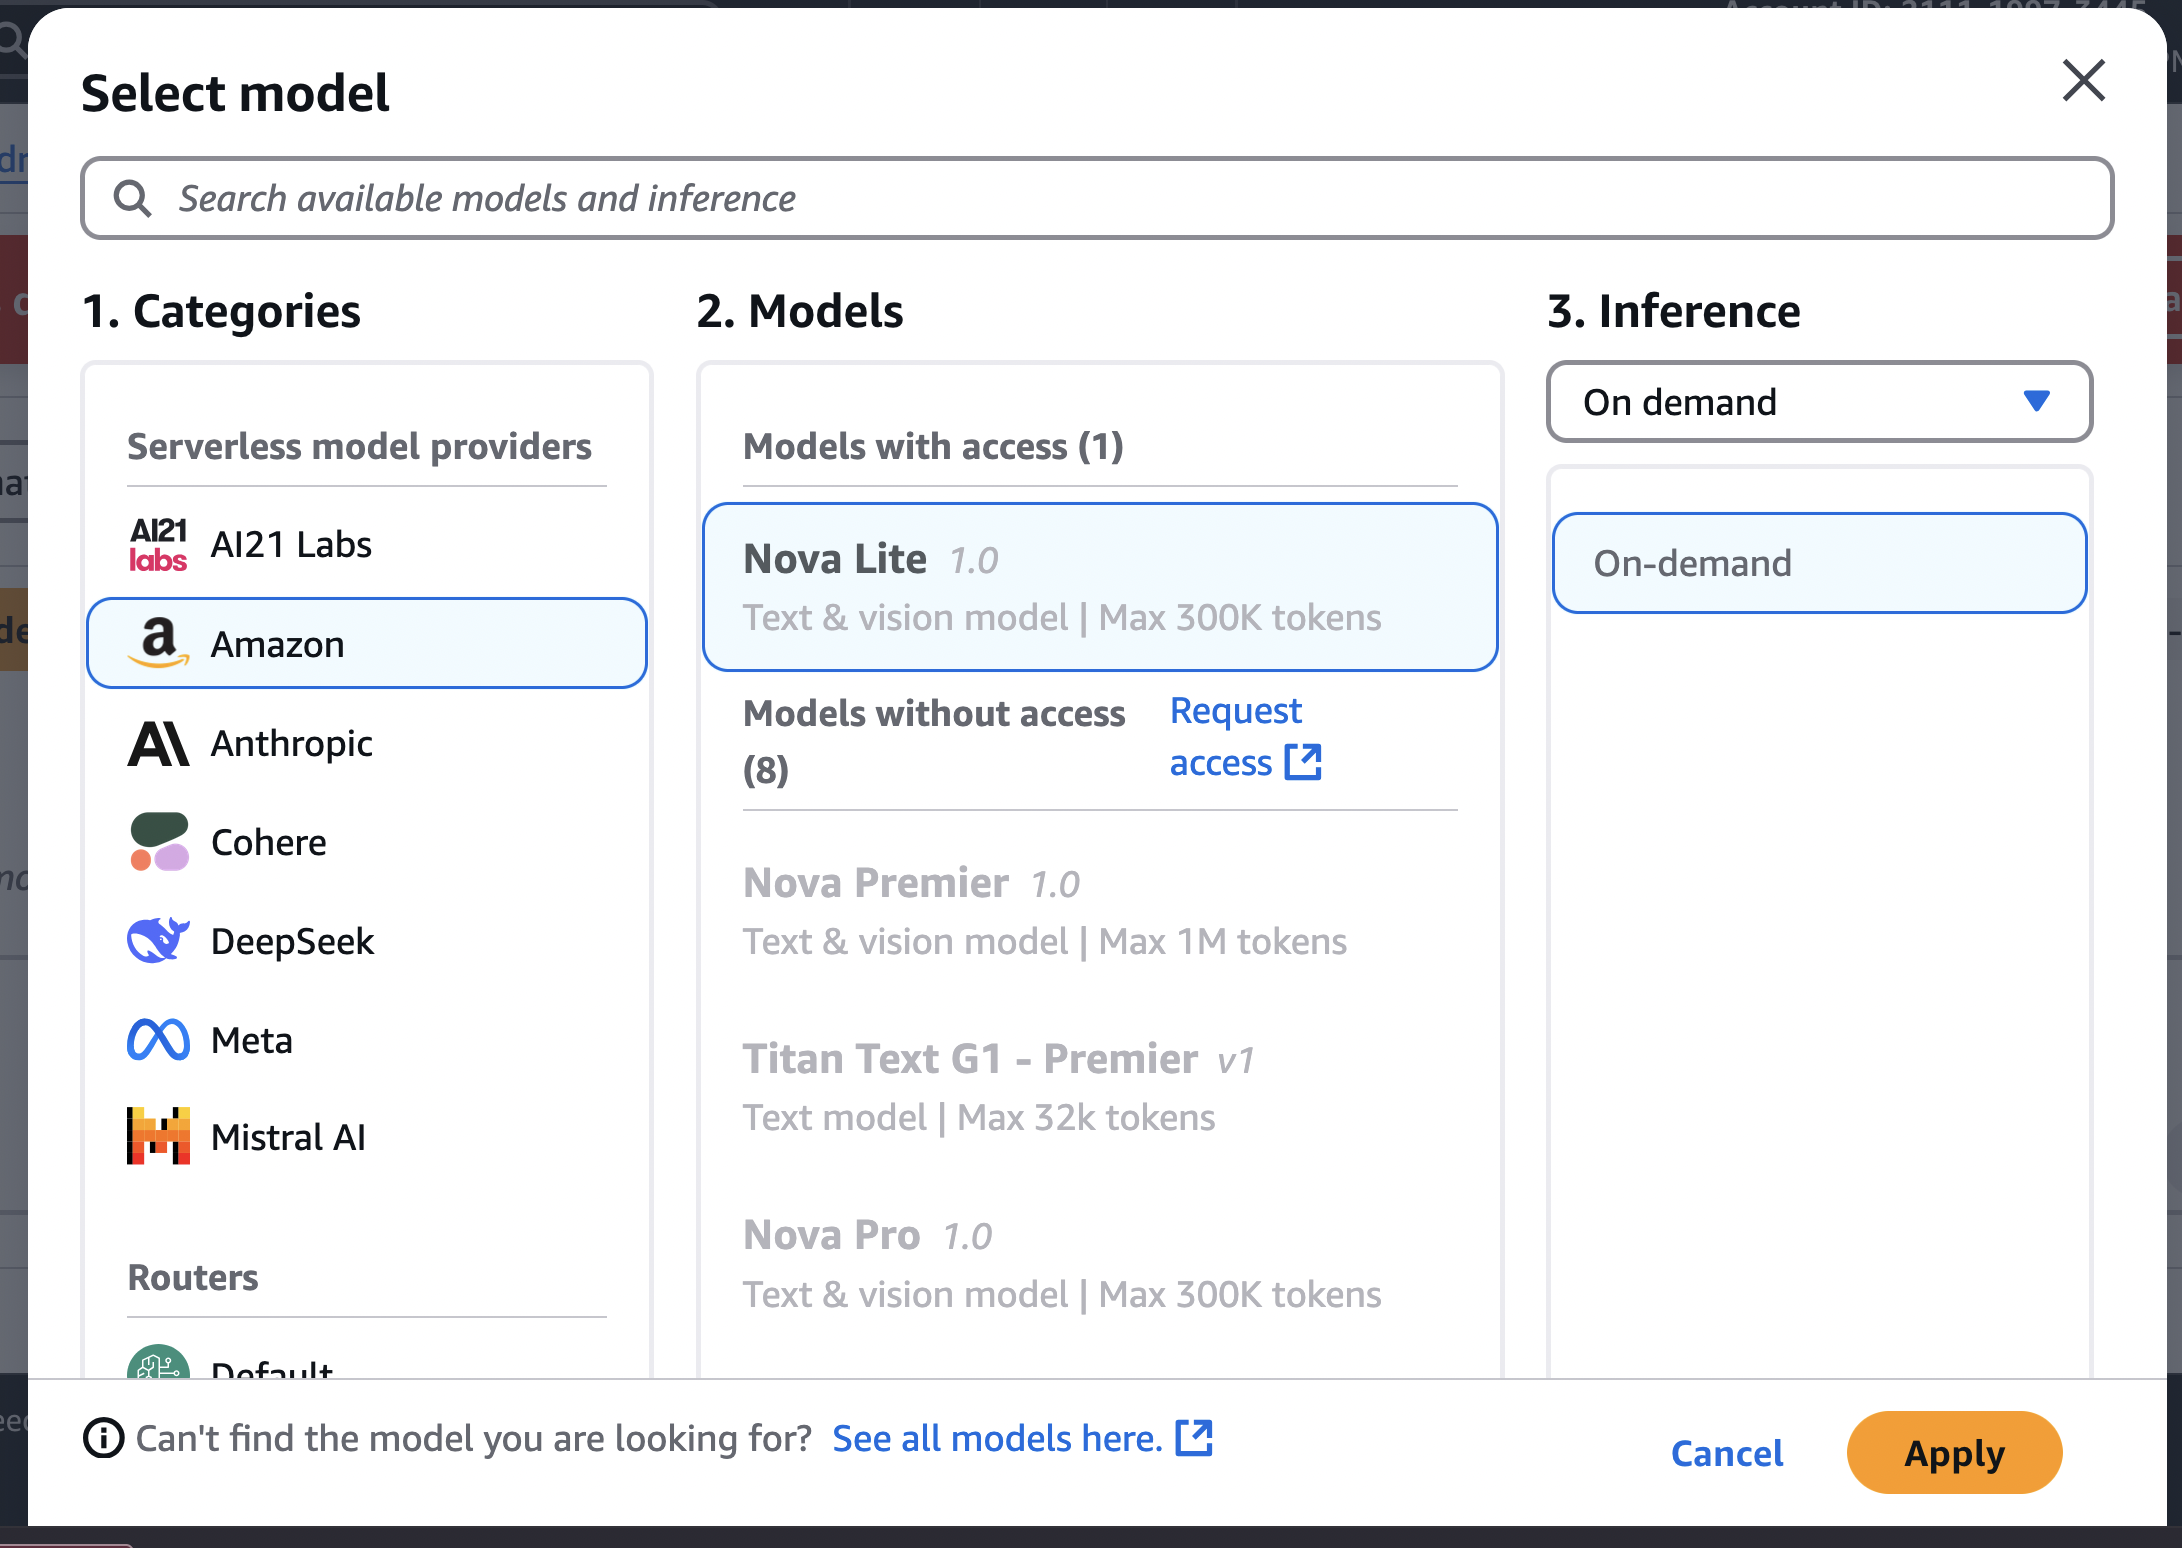 Select model
Search available models and inference
1. Categories
Serverless model providers
AI21 labs
AI21 Labs
Amazon
Anthropic
Cohere
DeepSeek
Meta
Mistral AI
Routers
Default
2. Models
Models with access (1)
Nova Lite 1.0
Text & vision model | Max 300K tokens
Models without access (8)
Request access
Nova Premier 1.0
Text & vision model | Max 1M tokens
Titan Text G1 - Premier v1
Text model | Max 32k tokens
Nova Pro 1.0
Text & vision model | Max 300K tokens
3. Inference
On demand
On-demand
Can't find the model you are looking for? See all models here.
Cancel
Apply